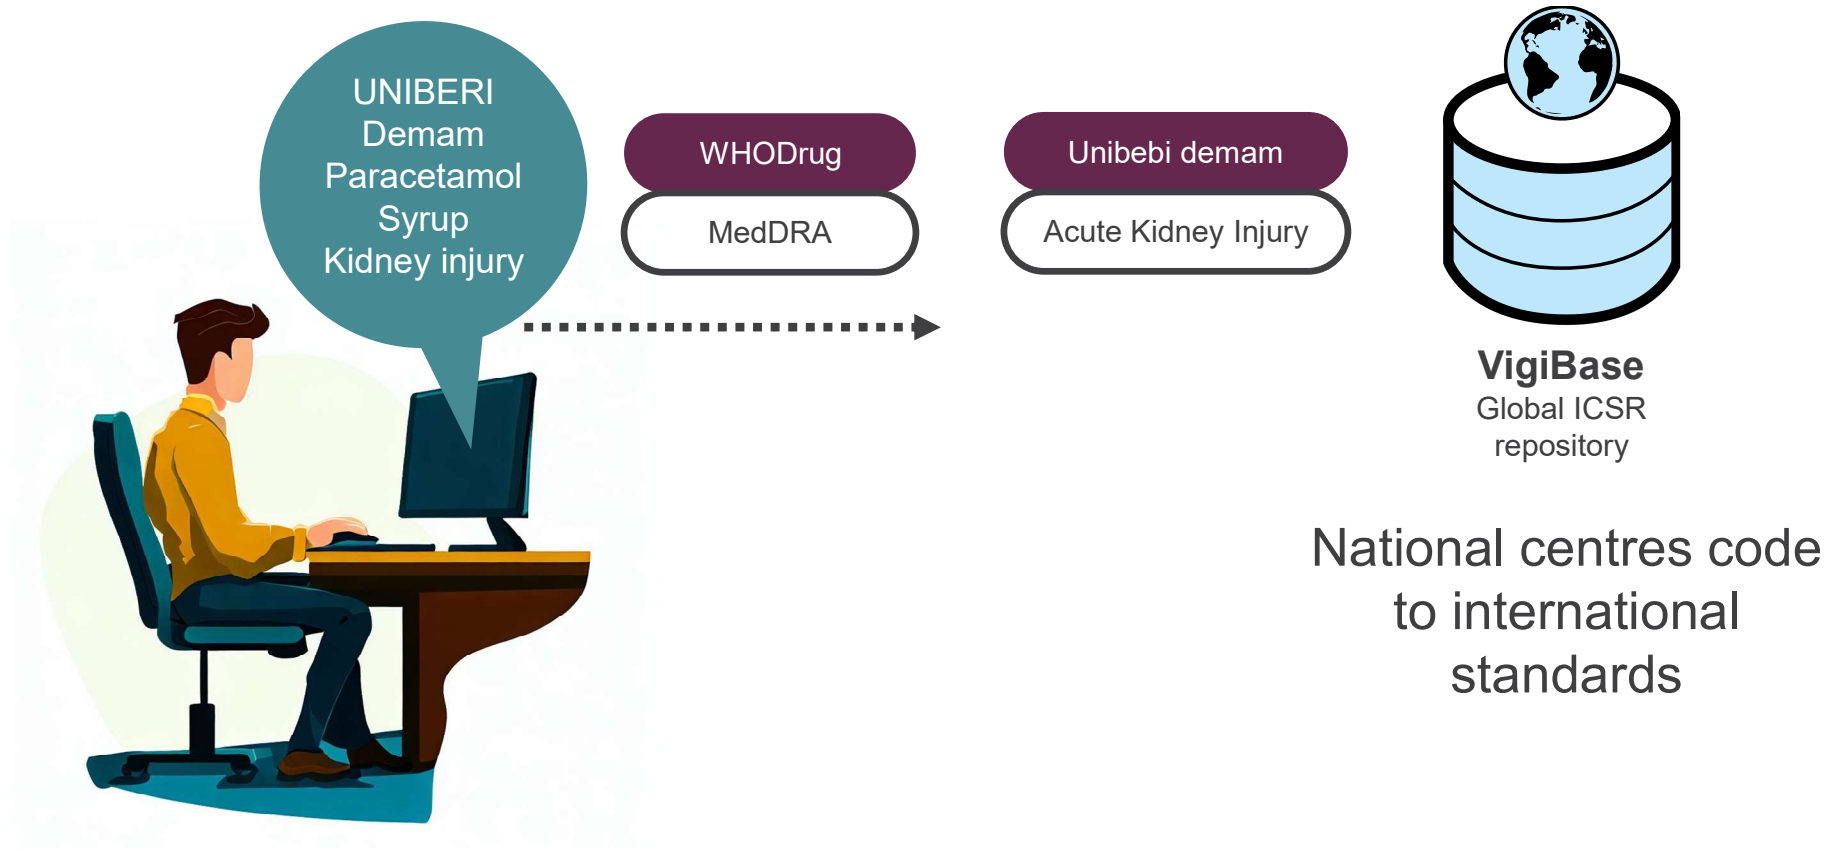 UNIBERI
Demam
Paracetamol
Syrup
Kidney injury
WHODrug
MedDRA
Unibebi demam
Acute Kidney Injury
VigiBase
Global ICSR
repository
National centres code
to international
standards